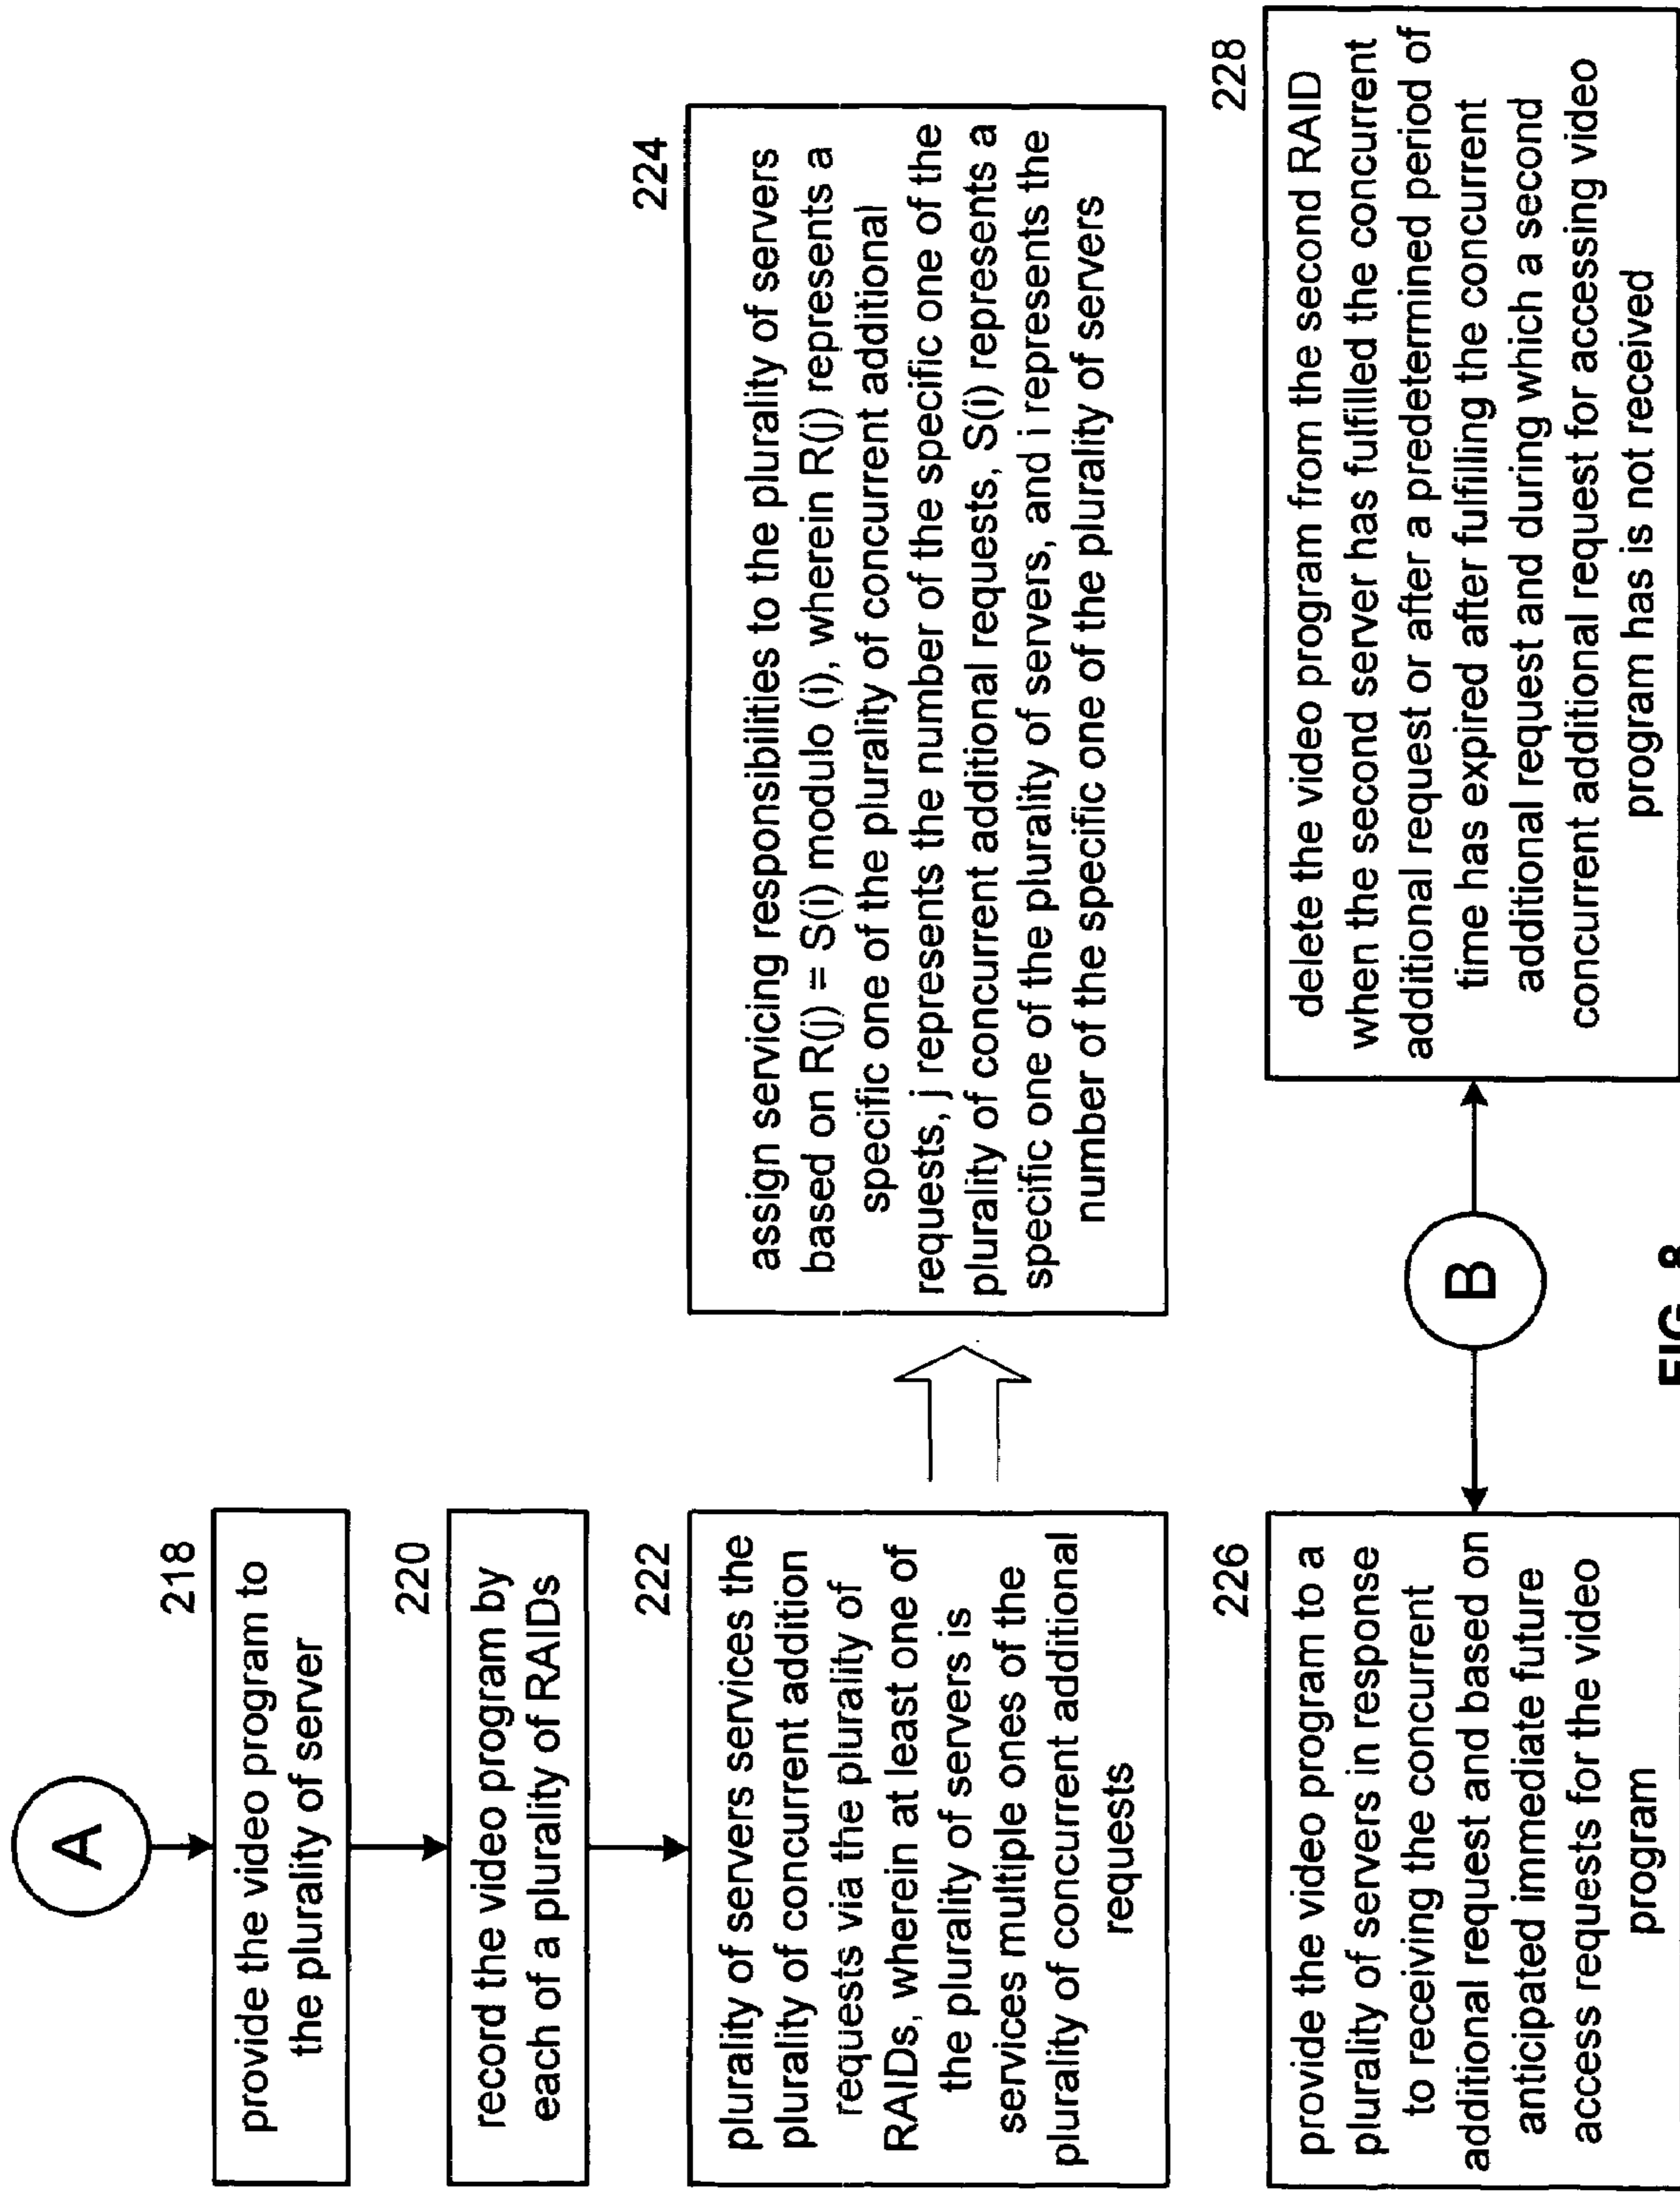 A
218
provide the video program to
the plurality of server
220
record the video program by
each of a plurality of RAIDs
222
plurality of servers services the
plurality of concurrent addition
requests via the plurality of
RAIDs, wherein at least one of
the plurality of servers is
services multiple ones of the
plurality of concurrent additional
requests
224
assign servicing responsibilities to the plurality of servers
based on R(j) = S(i) modulo (i), wherein R(j) represents a
specific one of the plurality of concurrent additional
requests, j represents the number of the specific one of the
plurality of concurrent additional requests, S(i) represents a
specific one of the plurality of servers, and i represents the
number of the specific one of the plurality of servers
226
provide the video program to a
plurality of servers in response
to receiving the concurrent
additional request and based on
anticipated immediate future
access requests for the video
program
B
228
delete the video program from the second RAID
when the second server has fulfilled the concurrent
additional request or after a predetermined period of
time has expired after fulfilling the concurrent
additional request and during which a second
concurrent additional request for accessing video
program has is not received
FIG. 8